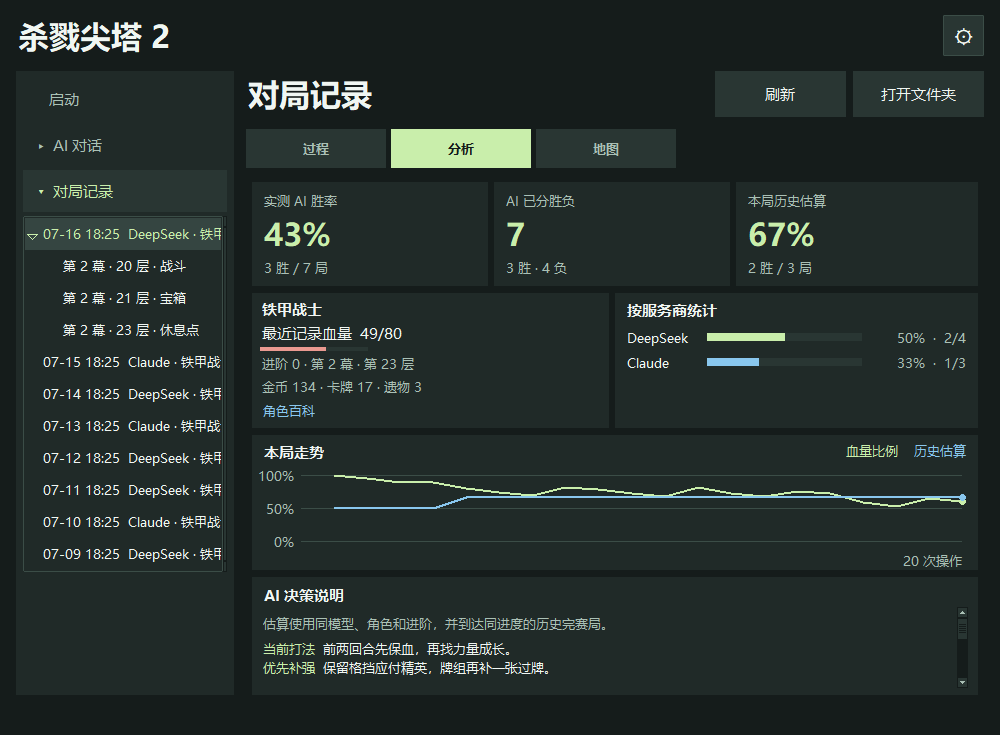 杀戮尖塔 2
启动
AI 对话
对局记录
07-16 18:25 DeepSeek · 铁甲
第 2 幕 · 20 层 · 战斗
第 2 幕 · 21 层 · 宝箱
第 2 幕 · 23 层 · 休息点
07-15 18:25 Claude · 铁甲战
07-14 18:25 DeepSeek · 铁甲
07-13 18:25 Claude · 铁甲战
07-12 18:25 DeepSeek · 铁甲
07-11 18:25 DeepSeek · 铁甲
07-10 18:25 Claude · 铁甲战
07-09 18:25 DeepSeek · 铁甲
对局记录
刷新
打开文件夹
过程
分析
地图
实测 AI 胜率
43%
3 胜 / 7 局
AI 已分胜负
7
3 胜 · 4 负
本局历史估算
67%
2 胜 / 3 局
铁甲战士
最近记录血量 49/80
进阶 0 · 第 2 幕 · 第 23 层
金币 134 · 卡牌 17 · 遗物 3
角色百科
按服务商统计
DeepSeek 50% · 2/4
Claude 33% · 1/3
本局走势
血量比例 历史估算
100%
50%
0%
20 次操作
AI 决策说明
估算使用同模型、角色和进阶，并到达同进度的历史完赛局。
当前打法 前两回合先保血，再找力量成长。
优先补强 保留格挡应付精英，牌组再补一张过牌。